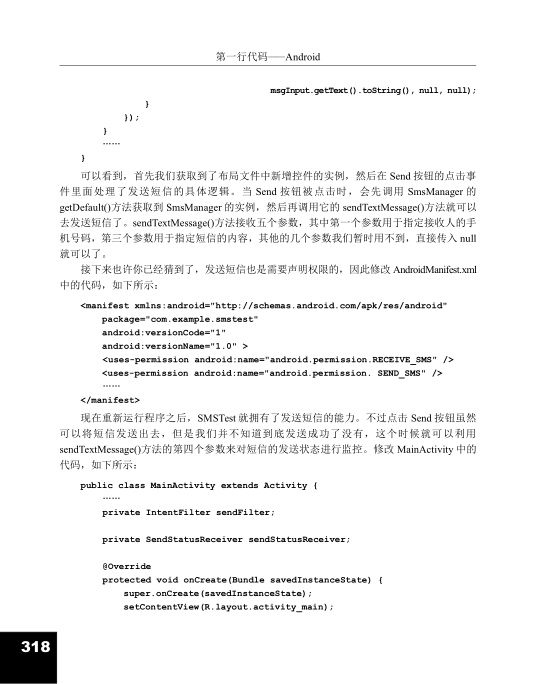 第一行代码——Android
msgInput.getText().toString(), null, null);
}
});
}
……
}
可以看到，首先我们获取到了布局文件中新增控件的实例，然后在 Send 按钮的点击事
件里面处理了发送短信的具体逻辑。当 Send 按钮被点击时，会先调用 SmsManager 的
getDefault()方法获取到 SmsManager 的实例，然后再调用它的 sendTextMessage()方法就可以
去发送短信了。sendTextMessage()方法接收五个参数，其中第一个参数用于指定接收人的手
机号码，第三个参数用于指定短信的内容，其他的几个参数我们暂时用不到，直接传入 null
就可以了。
接下来也许你已经猜到了，发送短信也是需要声明权限的，因此修改 AndroidManifest.xml
中的代码，如下所示：
<manifest xmlns:android="http://schemas.android.com/apk/res/android"
package="com.example.smstest"
android:versionCode="1"
android:versionName="1.0" >
<uses-permission android:name="android.permission.RECEIVE_SMS" />
<uses-permission android:name="android.permission. SEND_SMS" />
……
</manifest>
现在重新运行程序之后，SMSTest 就拥有了发送短信的能力。不过点击 Send 按钮虽然
可以将短信发送出去，但是我们并不知道到底发送成功了没有，这个时候就可以利用
sendTextMessage()方法的第四个参数来对短信的发送状态进行监控。修改 MainActivity 中的
代码，如下所示：
public class MainActivity extends Activity {
……
private IntentFilter sendFilter;
private SendStatusReceiver sendStatusReceiver;
@Override
protected void onCreate(Bundle savedInstanceState) {
super.onCreate(savedInstanceState);
setContentView(R.layout.activity_main);
318